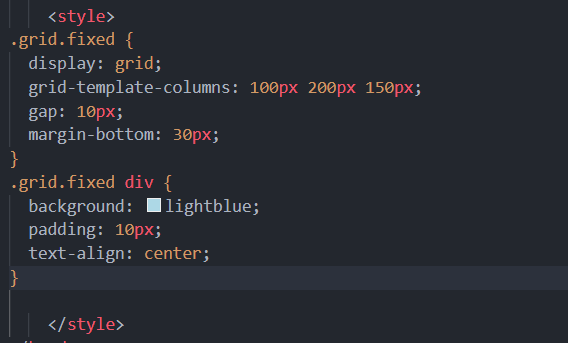 <style>
.grid.fixed {
display: grid;
grid-template-columns: 100px 200px 150px;
gap: 10px;
margin-bottom: 30px;
}
.grid.fixed div {
background: lightblue;
padding: 10px;
text-align: center;
}
</style>